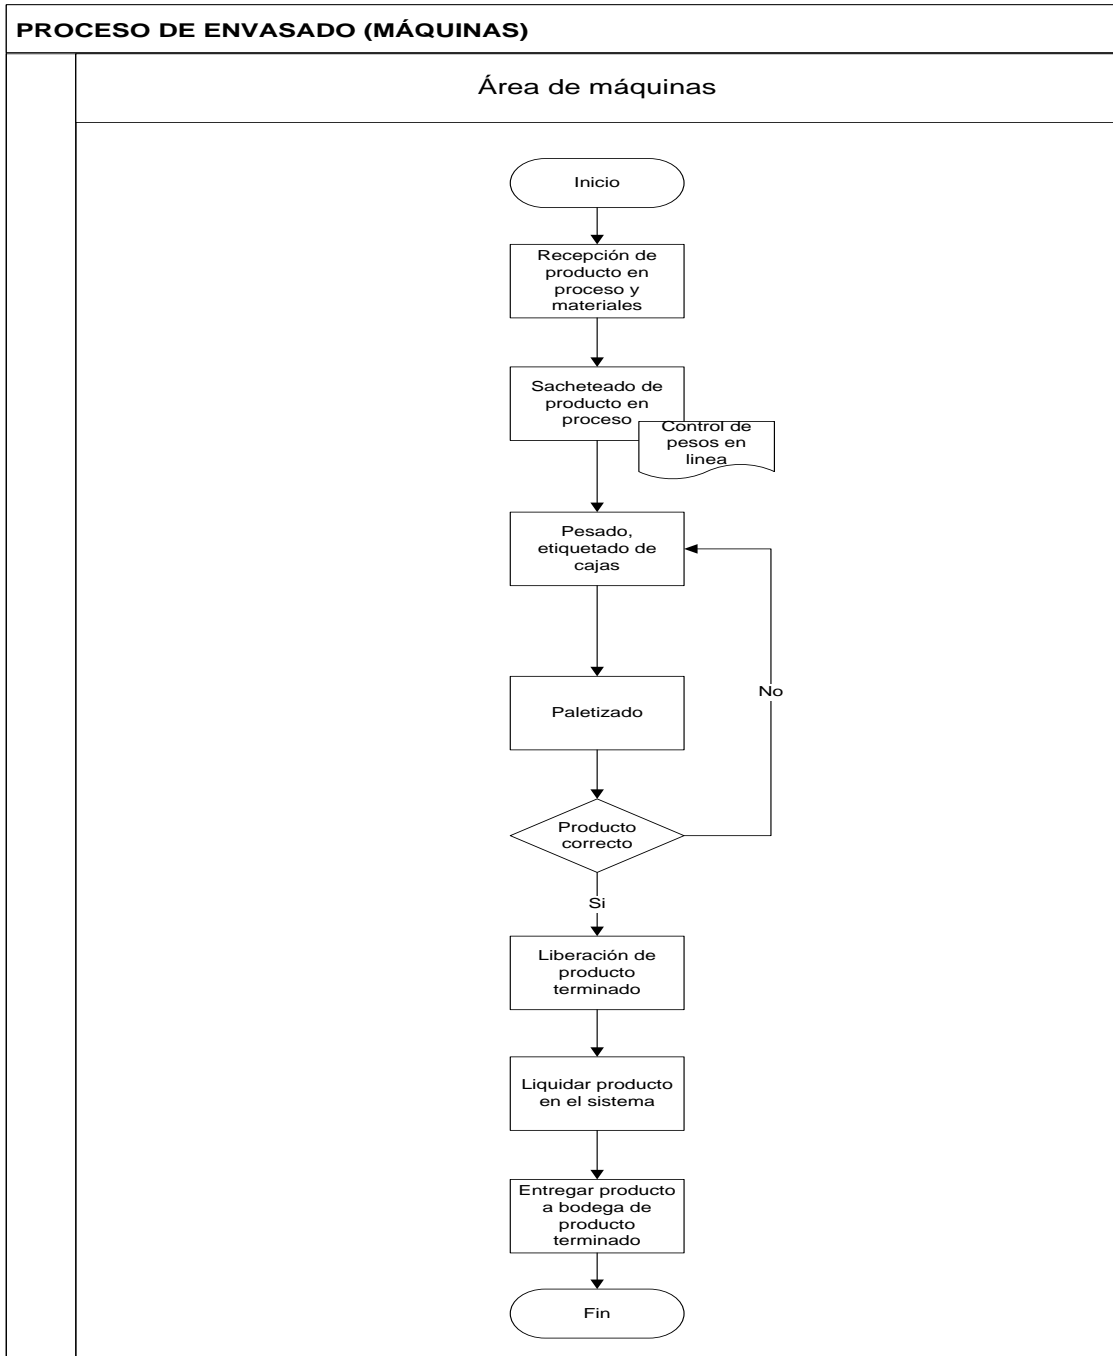 PROCESO DE ENVASADO (MÁQUINAS)
Área de máquinas
Inicio
Recepción de
producto en
proceso y
materiales
Sacheteado de
producto en
proceso
Control de
pesos en
linea
Pesado,
etiquetado de
cajas
Paletizado
No
Producto
correcto
Si
Liberación de
producto
terminado
Liquidar producto
en el sistema
Entregar producto
a bodega de
producto
terminado
Fin